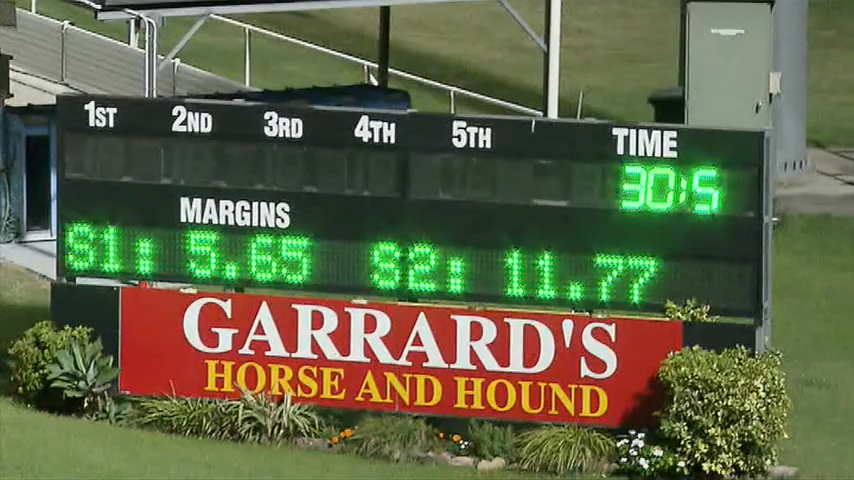 1ST 2ND 3RD 4TH 5TH TIME
30:5
MARGINS
S1: 5.65 S2: 11.77
GARRARD'S
HORSE AND HOUND